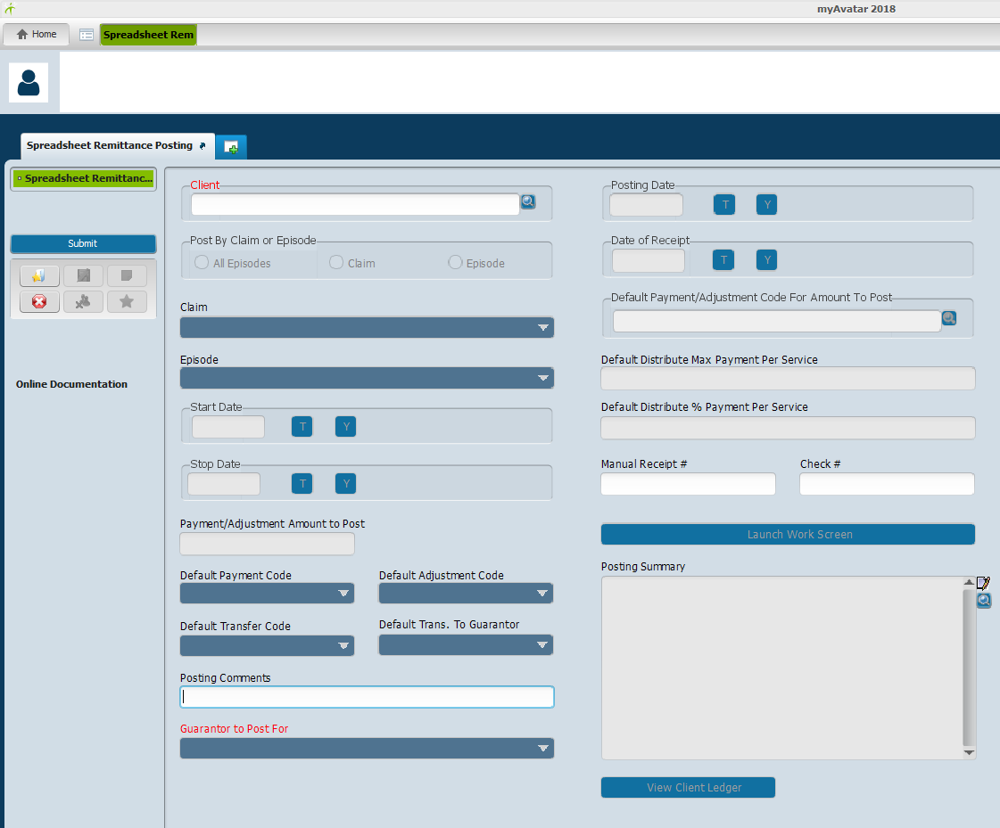 myAvatar 2018
Home
Spreadsheet Rem
Spreadsheet Remittance Posting
Spreadsheet Remittanc...
Submit
Online Documentation
Client
Post By Claim or Episode
All Episodes
Claim
Episode
Claim
Episode
Start Date
T
Y
Stop Date
T
Y
Payment/Adjustment Amount to Post
Default Payment Code
Default Adjustment Code
Default Transfer Code
Default Trans. To Guarantor
Posting Comments
Guarantor to Post For
Posting Date
T
Y
Date of Receipt
T
Y
Default Payment/Adjustment Code For Amount To Post
Default Distribute Max Payment Per Service
Default Distribute % Payment Per Service
Manual Receipt #
Check #
Launch Work Screen
Posting Summary
View Client Ledger